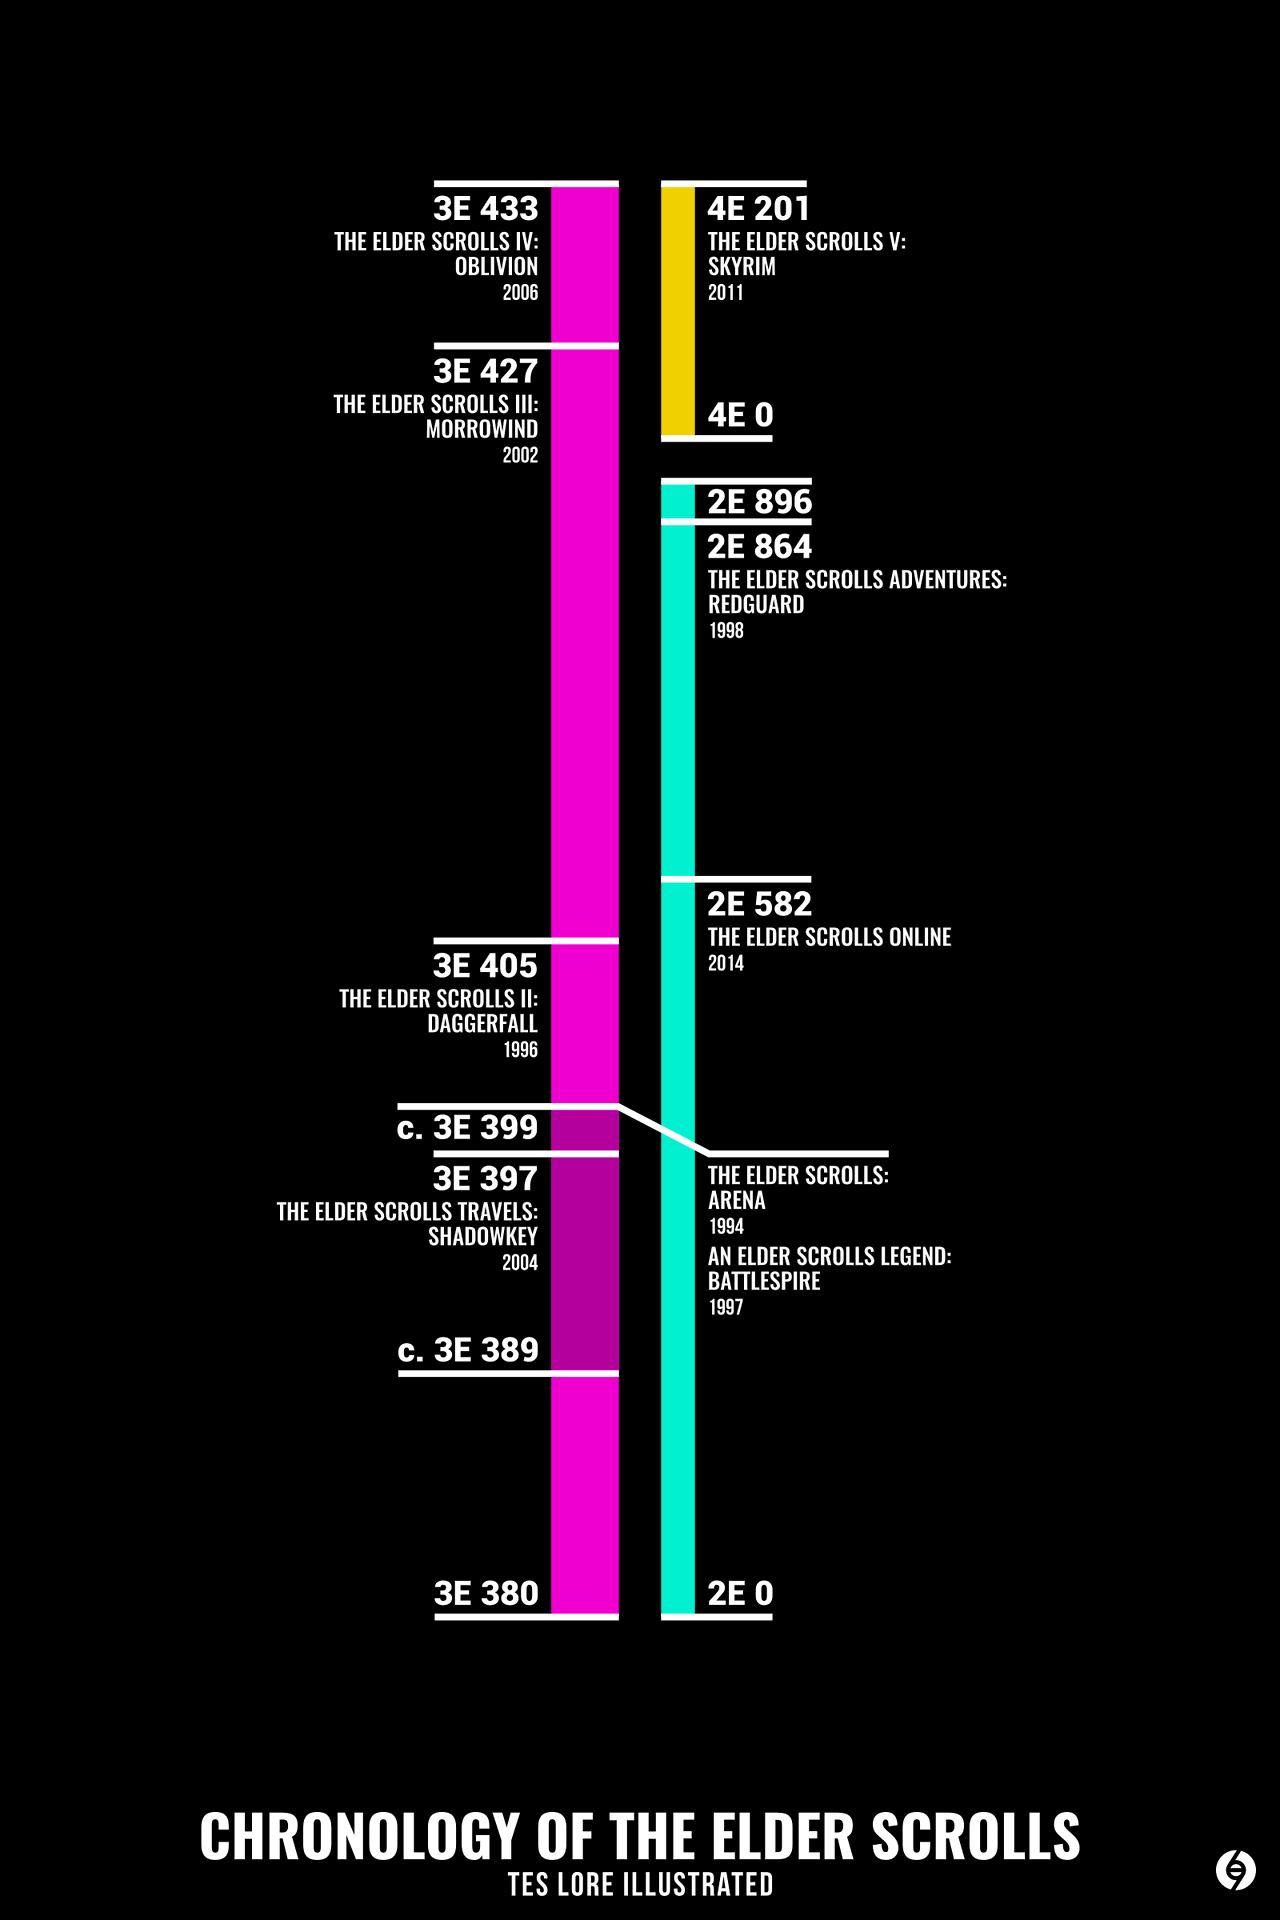 3E 433
THE ELDER SCROLLS IV:
OBLIVION
2006
3E 427
THE ELDER SCROLLS III:
MORROWIND
2002
3E 405
THE ELDER SCROLLS II:
DAGGERFALL
1996
c. 3E 399
3E 397
THE ELDER SCROLLS TRAVELS:
SHADOWKEY
2004
c. 3E 389
3E 380
4E 201
THE ELDER SCROLLS V:
SKYRIM
2011
4E 0
2E 896
2E 864
THE ELDER SCROLLS ADVENTURES:
REDGUARD
1998
2E 582
THE ELDER SCROLLS ONLINE
2014
THE ELDER SCROLLS:
ARENA
1994
AN ELDER SCROLLS LEGEND:
BATTLESPIRE
1997
2E 0
CHRONOLOGY OF THE ELDER SCROLLS
TES LORE ILLUSTRATED